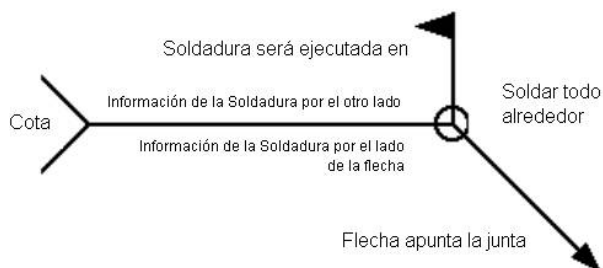 Soldadura será ejecutada en
Información de la Soldadura por el otro lado
Soldar todo
alrededor
Cota
Información de la Soldadura por el lado
de la flecha
Flecha apunta la junta